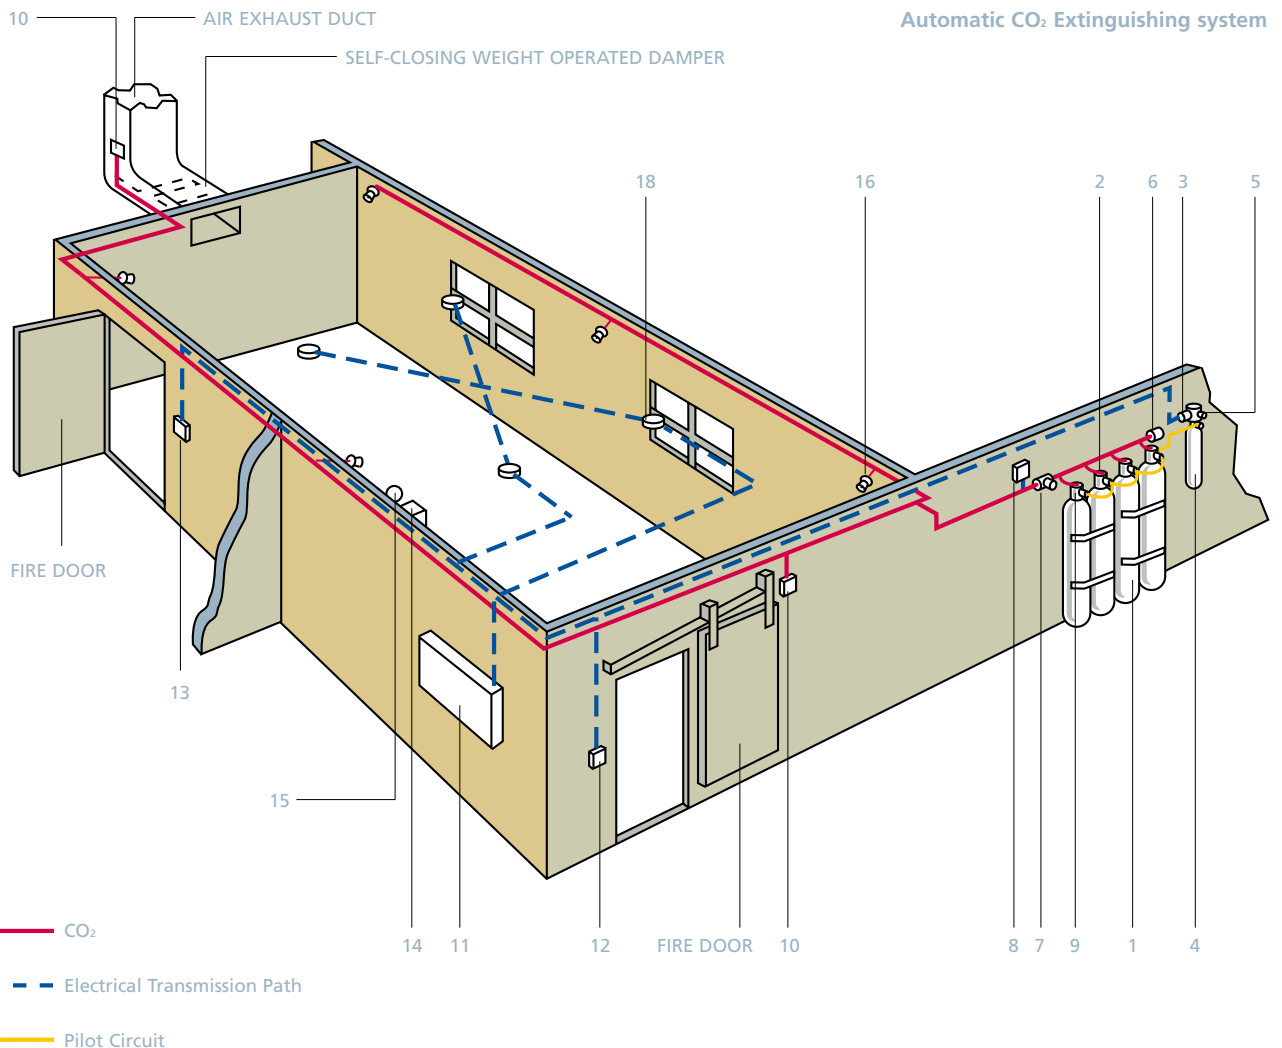 10
AIR EXHAUST DUCT
Automatic CO₂ Extinguishing system
SELF-CLOSING WEIGHT OPERATED DAMPER
18
16
2
6
3
5
FIRE DOOR
13
15
14
11
12
FIRE DOOR
10
8
7
9
1
4
CO₂
Electrical Transmission Path
Pilot Circuit